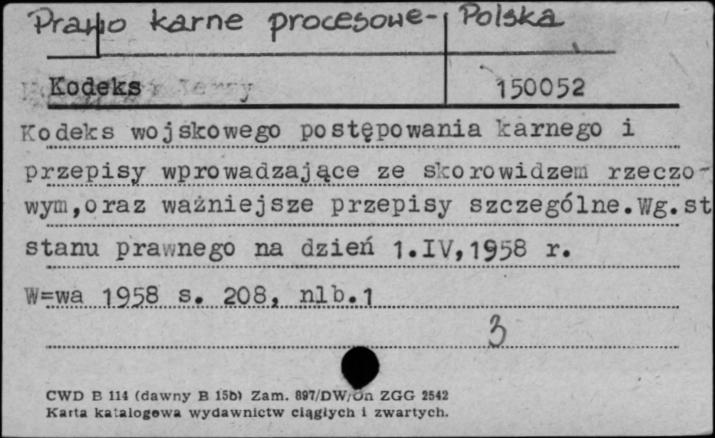 Prawo karne procesowe- Polska
Kodeks 150052
Kodeks wojskowego postępowania karnego i
przepisy wprowadzające ze skorowidzem rzeczo-
wym,oraz ważniejsze przepisy szczególne.Wg.st
stanu prawnego na dzień 1.IV,1958 r.
W=wa 1958 s. 208, nlb.1
3
CWD B 114 (dawny B 15b) Zam. 897/DW/Dn ZGG 2542
Karta katalogowa wydawnictw ciągłych i zwartych.